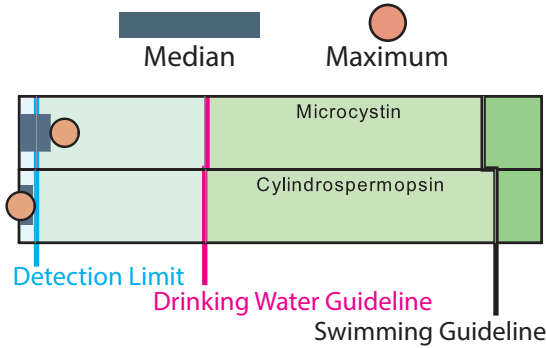 Median
Maximum
Microcystin
Cylindrospermopsin
Detection Limit
Drinking Water Guideline
Swimming Guideline